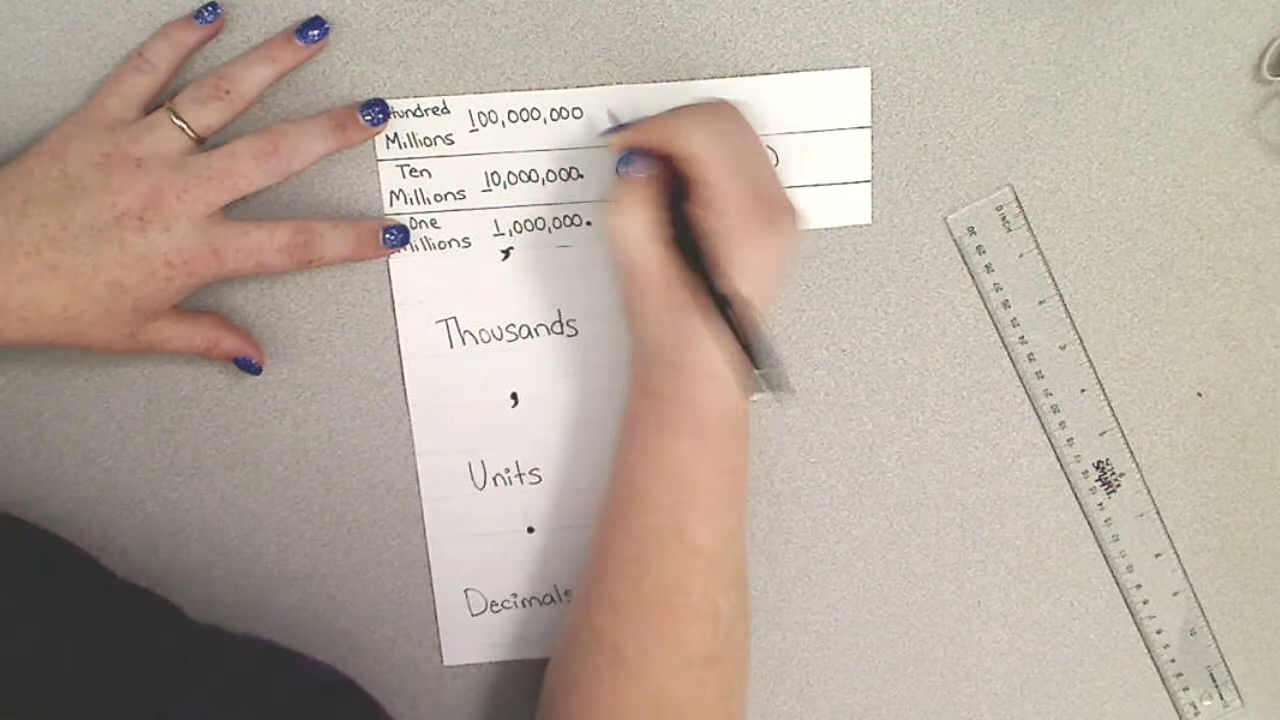 Hundred
Millions 100,000,000
Ten
Millions 10,000,000.
One
Millions 1,000,000.
,
Thousands
,
Units
.
Decimals